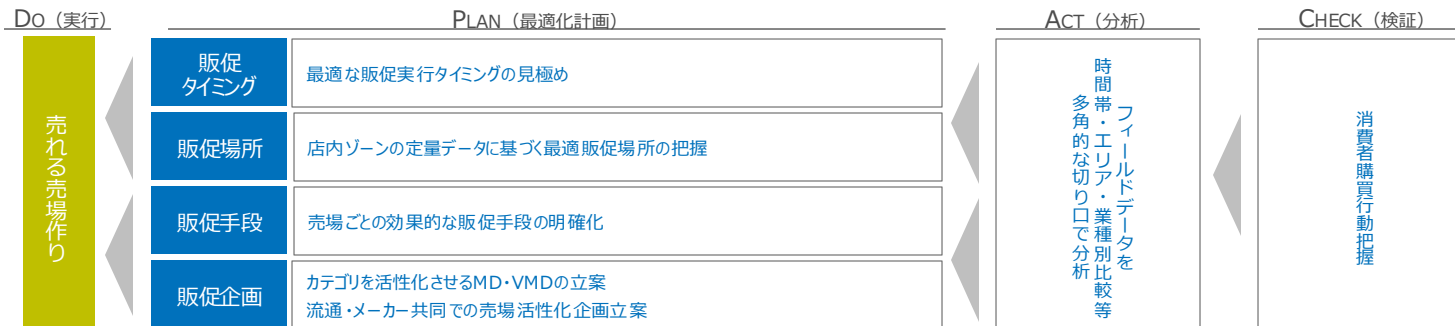 DO（実行）
PLAN（最適化計画）
ACT（分析）
CHECK（検証）
売れる売場作り
販促
タイミング
最適な販促実行タイミングの見極め
販促場所
店内ゾーンの定量データに基づく最適販促場所の把握
販促手段
売場ごとの効果的な販促手段の明確化
販促企画
カテゴリを活性化させるMD・VMDの立案
流通・メーカー共同での売場活性化企画立案
フィールドデータを
時間帯・エリア・業種別比較等
多角的な切り口で分析
消費者購買行動把握